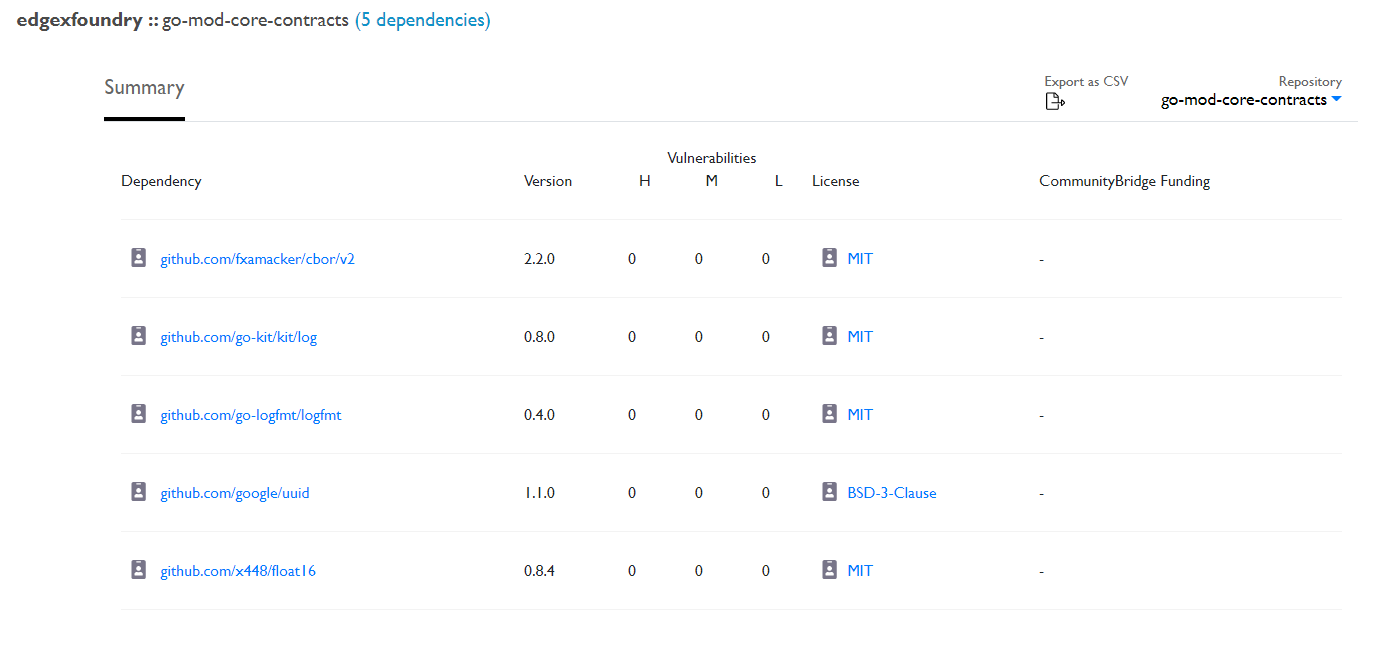 edgexfoundry :: go-mod-core-contracts (5 dependencies)
Summary
Export as CSV
Repository
go-mod-core-contracts
Vulnerabilities
Dependency Version H M L License CommunityBridge Funding
github.com/fxamacker/cbor/v2 2.2.0 0 0 0 MIT -
github.com/go-kit/kit/log 0.8.0 0 0 0 MIT -
github.com/go-logfmt/logfmt 0.4.0 0 0 0 MIT -
github.com/google/uuid 1.1.0 0 0 0 BSD-3-Clause -
github.com/x448/float16 0.8.4 0 0 0 MIT -